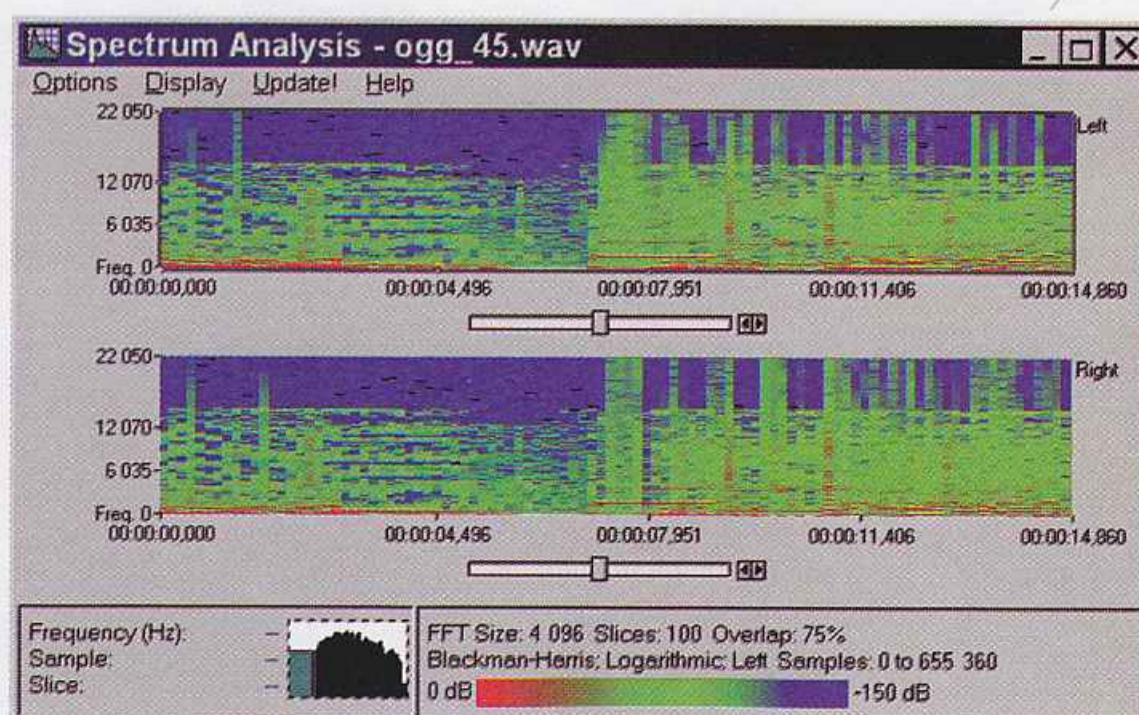 Spectrum Analysis - ogg_45.wav
Options Display Update! Help
22 050
Left
12 070
6 035
Freq. 0
00:00:00,000 00:00:04,496 00:00:07,951 00:00:11,406 00:00:14,860
22 050
Right
12 070
6 035
Freq. 0
00:00:00,000 00:00:04,496 00:00:07,951 00:00:11,406 00:00:14,860
Frequency (Hz): –
Sample: –
Slice: –
FFT Size: 4 096 Slices: 100 Overlap: 75%
Blackman-Harris; Logarithmic; Left Samples: 0 to 655 360
0 dB -150 dB